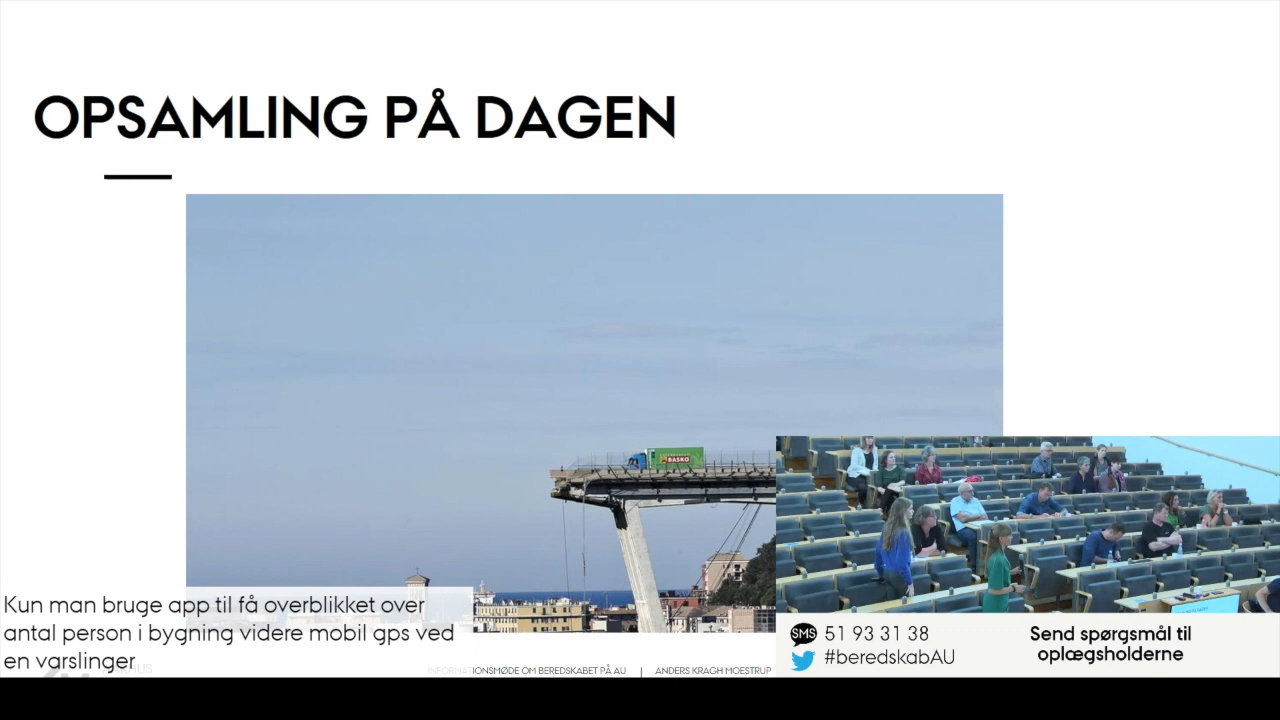 OPSAMLING PÅ DAGEN
BASKO
Kun man bruge app til få overblikket over
antal person i bygning videre mobil gps ved
en varslinger
INFORMATIONSMØDE OM BEREDSKABET PÅ AU | ANDERS KRAGH MOESTRUP
SMS 51 93 31 38
#beredskabAU
Send spørgsmål til
oplægsholderne